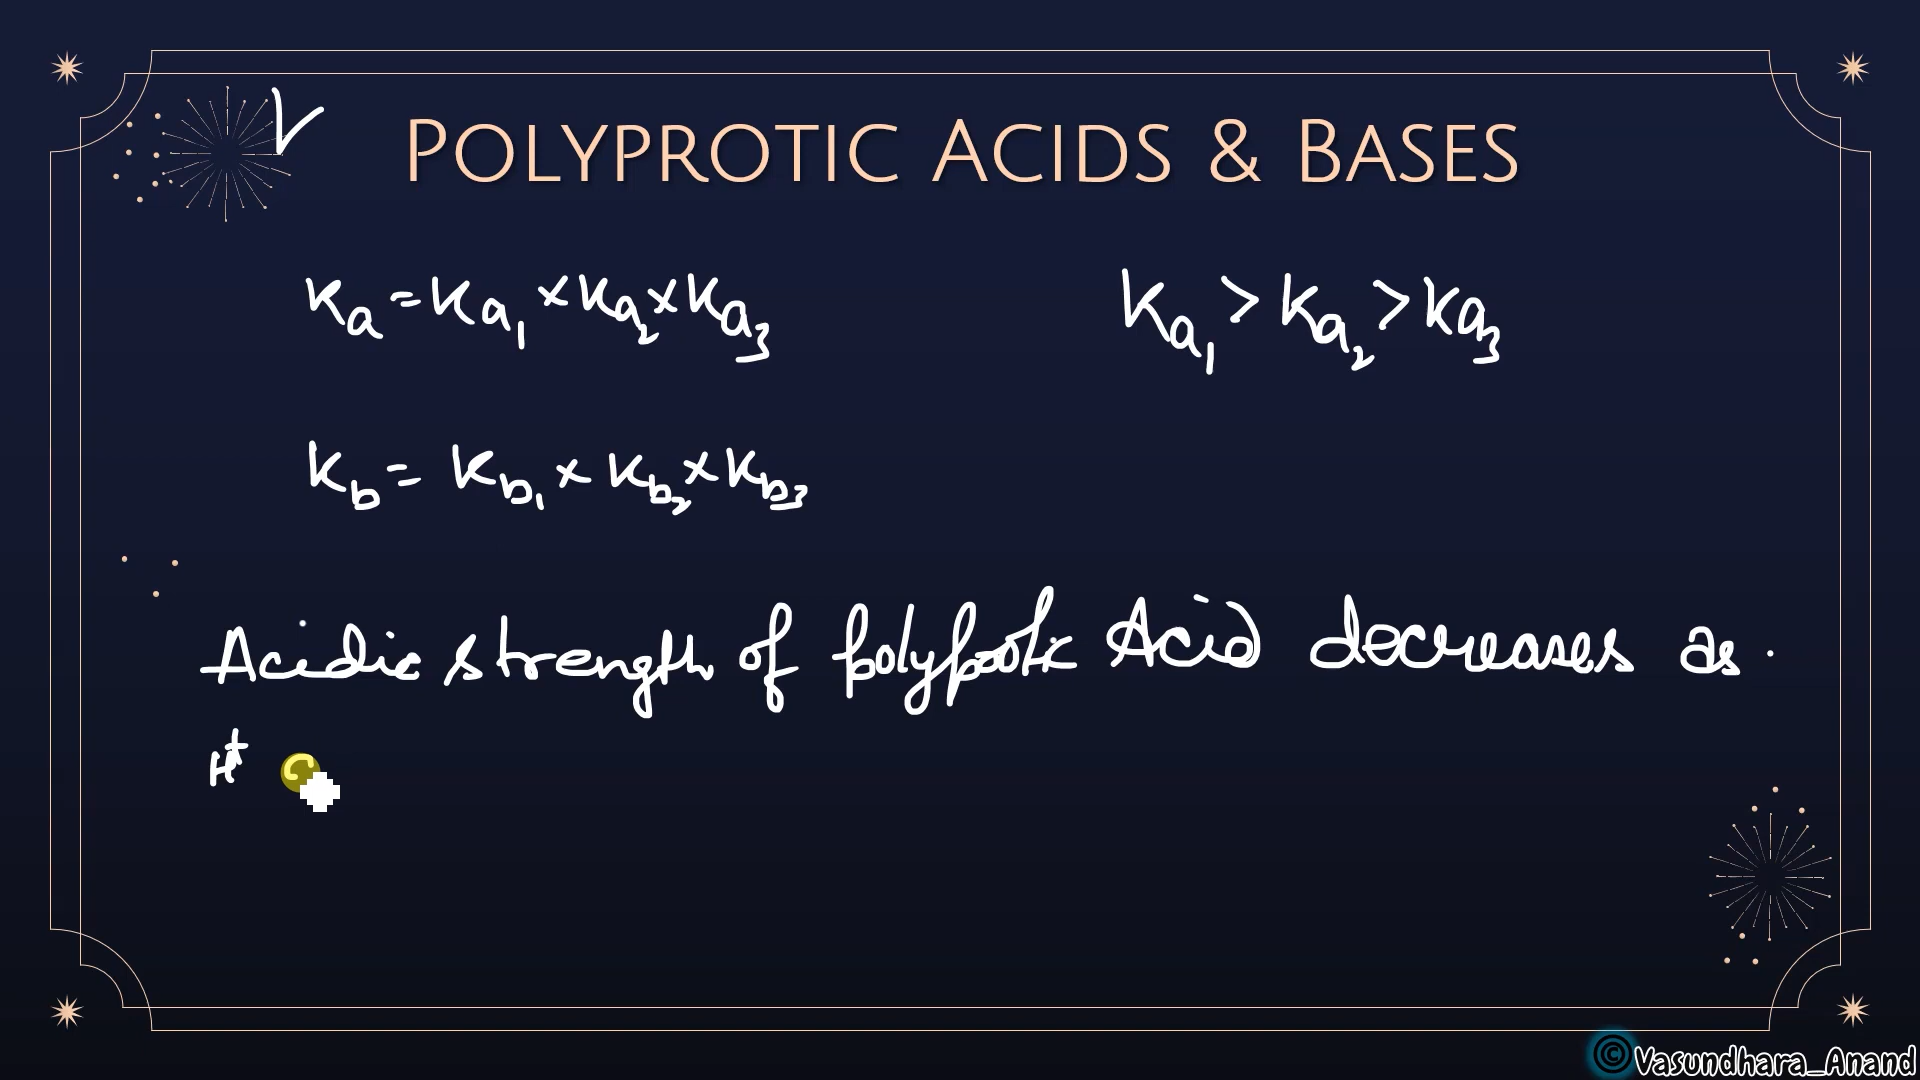 POLYPROTIC ACIDS & BASES
Ka = Ka1 × Ka2 × Ka3
Ka1 > Ka2 > Ka3
Kb = Kb1 × Kb2 × Kb3
Acidic strength of polyprotic Acid decreases as
H+
© Vasundhara_Anand